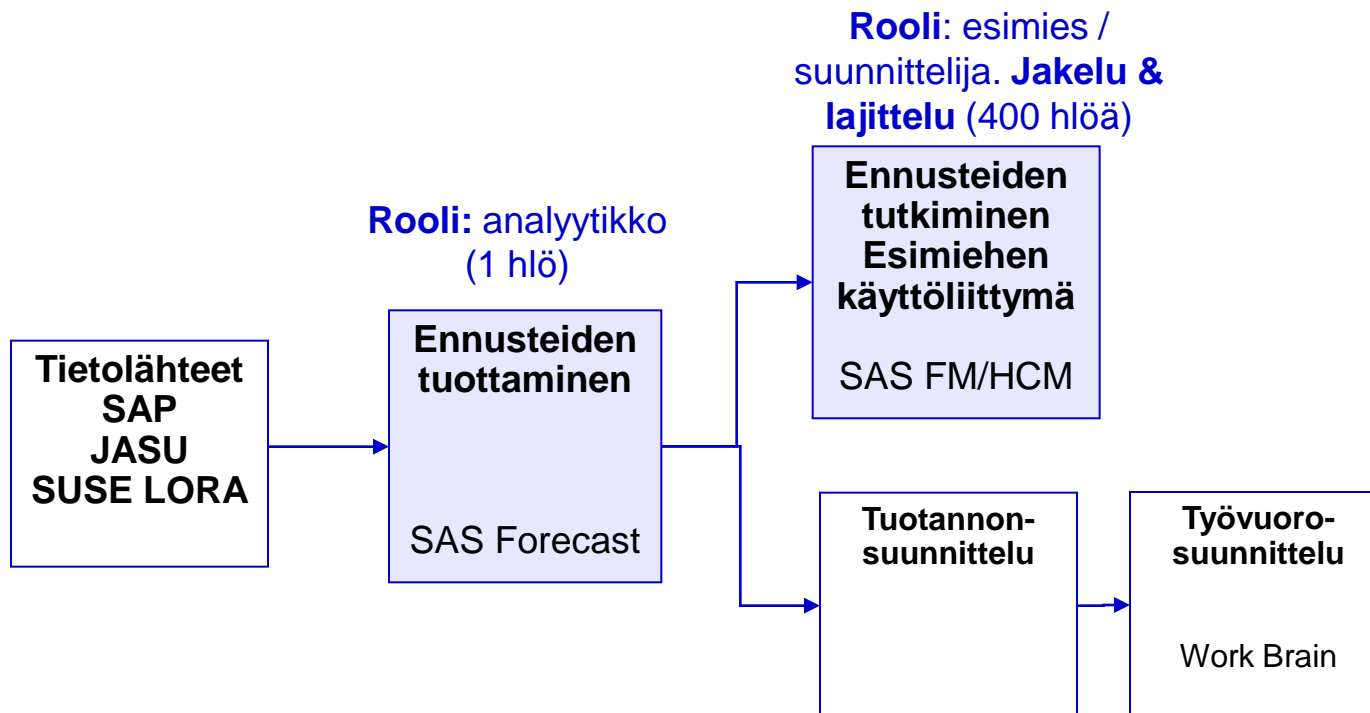 Rooli: esimies /
suunnittelija. Jakelu &
lajittelu (400 hlöä)
Ennusteiden
tutkiminen
Esimiehen
käyttöliittymä
SAS FM/HCM
Rooli: analyytikko
(1 hlö)
Ennusteiden
tuottaminen
SAS Forecast
Tietolähteet
SAP
JASU
SUSE LORA
Tuotannon-
suunnittelu
Työvuoro-
suunnittelu
Work Brain